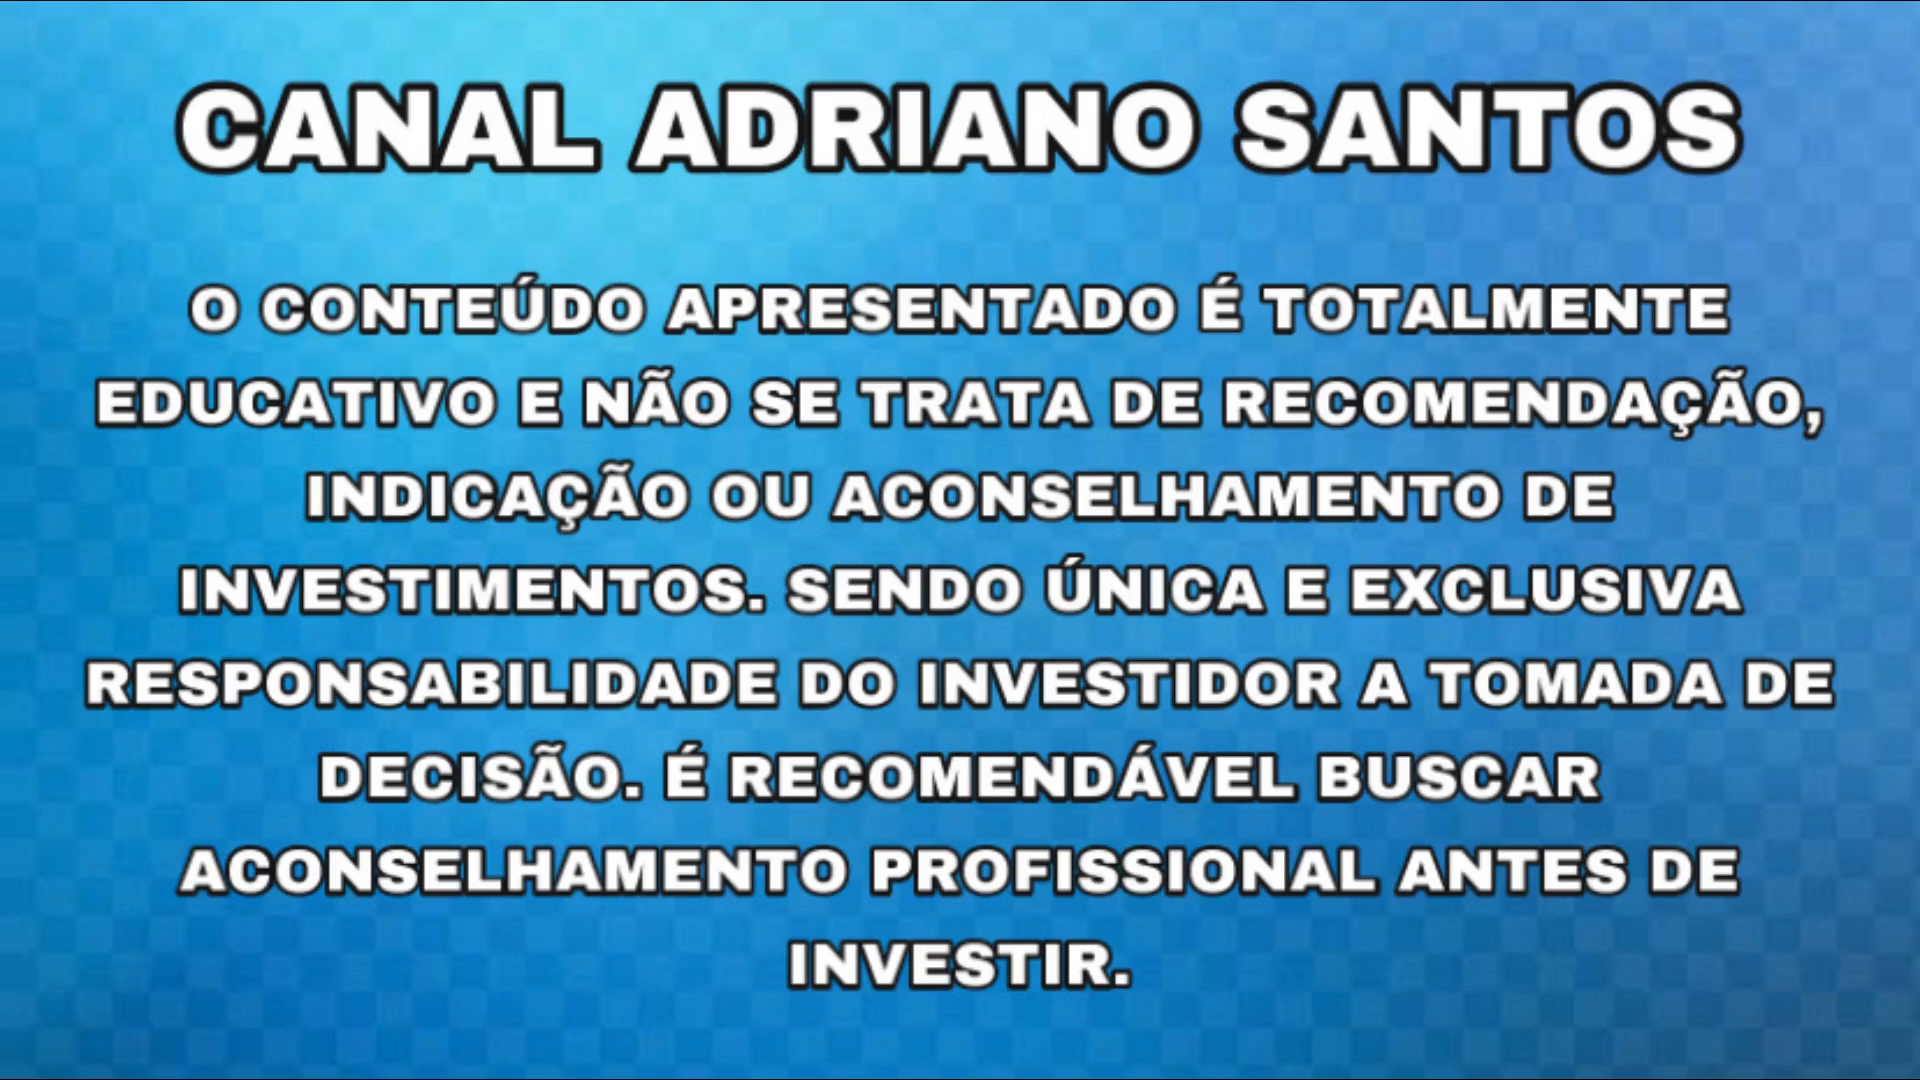 CANAL ADRIANO SANTOS
O CONTEÚDO APRESENTADO É TOTALMENTE
EDUCATIVO E NÃO SE TRATA DE RECOMENDAÇÃO,
INDICAÇÃO OU ACONSELHAMENTO DE
INVESTIMENTOS. SENDO ÚNICA E EXCLUSIVA
RESPONSABILIDADE DO INVESTIDOR A TOMADA DE
DECISÃO. É RECOMENDÁVEL BUSCAR
ACONSELHAMENTO PROFISSIONAL ANTES DE
INVESTIR.